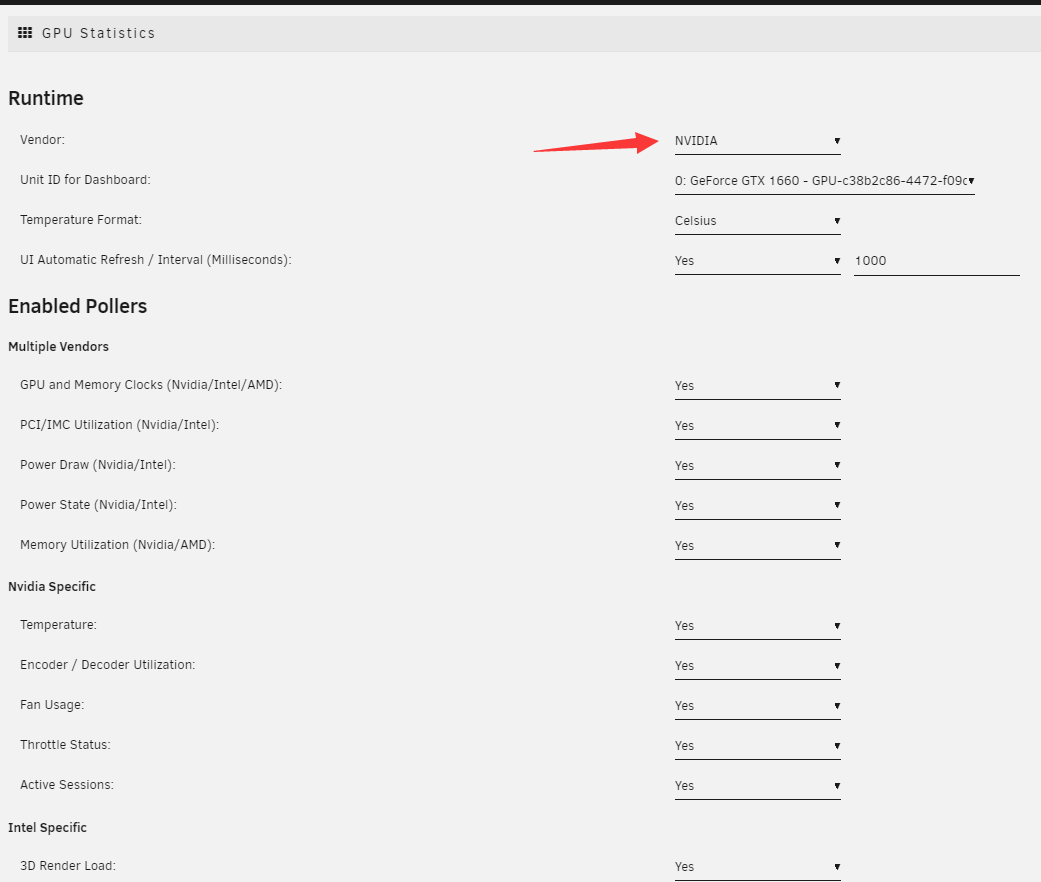 GPU Statistics
Runtime
Vendor: NVIDIA
Unit ID for Dashboard: 0: GeForce GTX 1660 - GPU-c38b2c86-4472-f09c
Temperature Format: Celsius
UI Automatic Refresh / Interval (Milliseconds): Yes 1000
Enabled Pollers
Multiple Vendors
GPU and Memory Clocks (Nvidia/Intel/AMD): Yes
PCI/IMC Utilization (Nvidia/Intel): Yes
Power Draw (Nvidia/Intel): Yes
Power State (Nvidia/Intel): Yes
Memory Utilization (Nvidia/AMD): Yes
Nvidia Specific
Temperature: Yes
Encoder / Decoder Utilization: Yes
Fan Usage: Yes
Throttle Status: Yes
Active Sessions: Yes
Intel Specific
3D Render Load: Yes